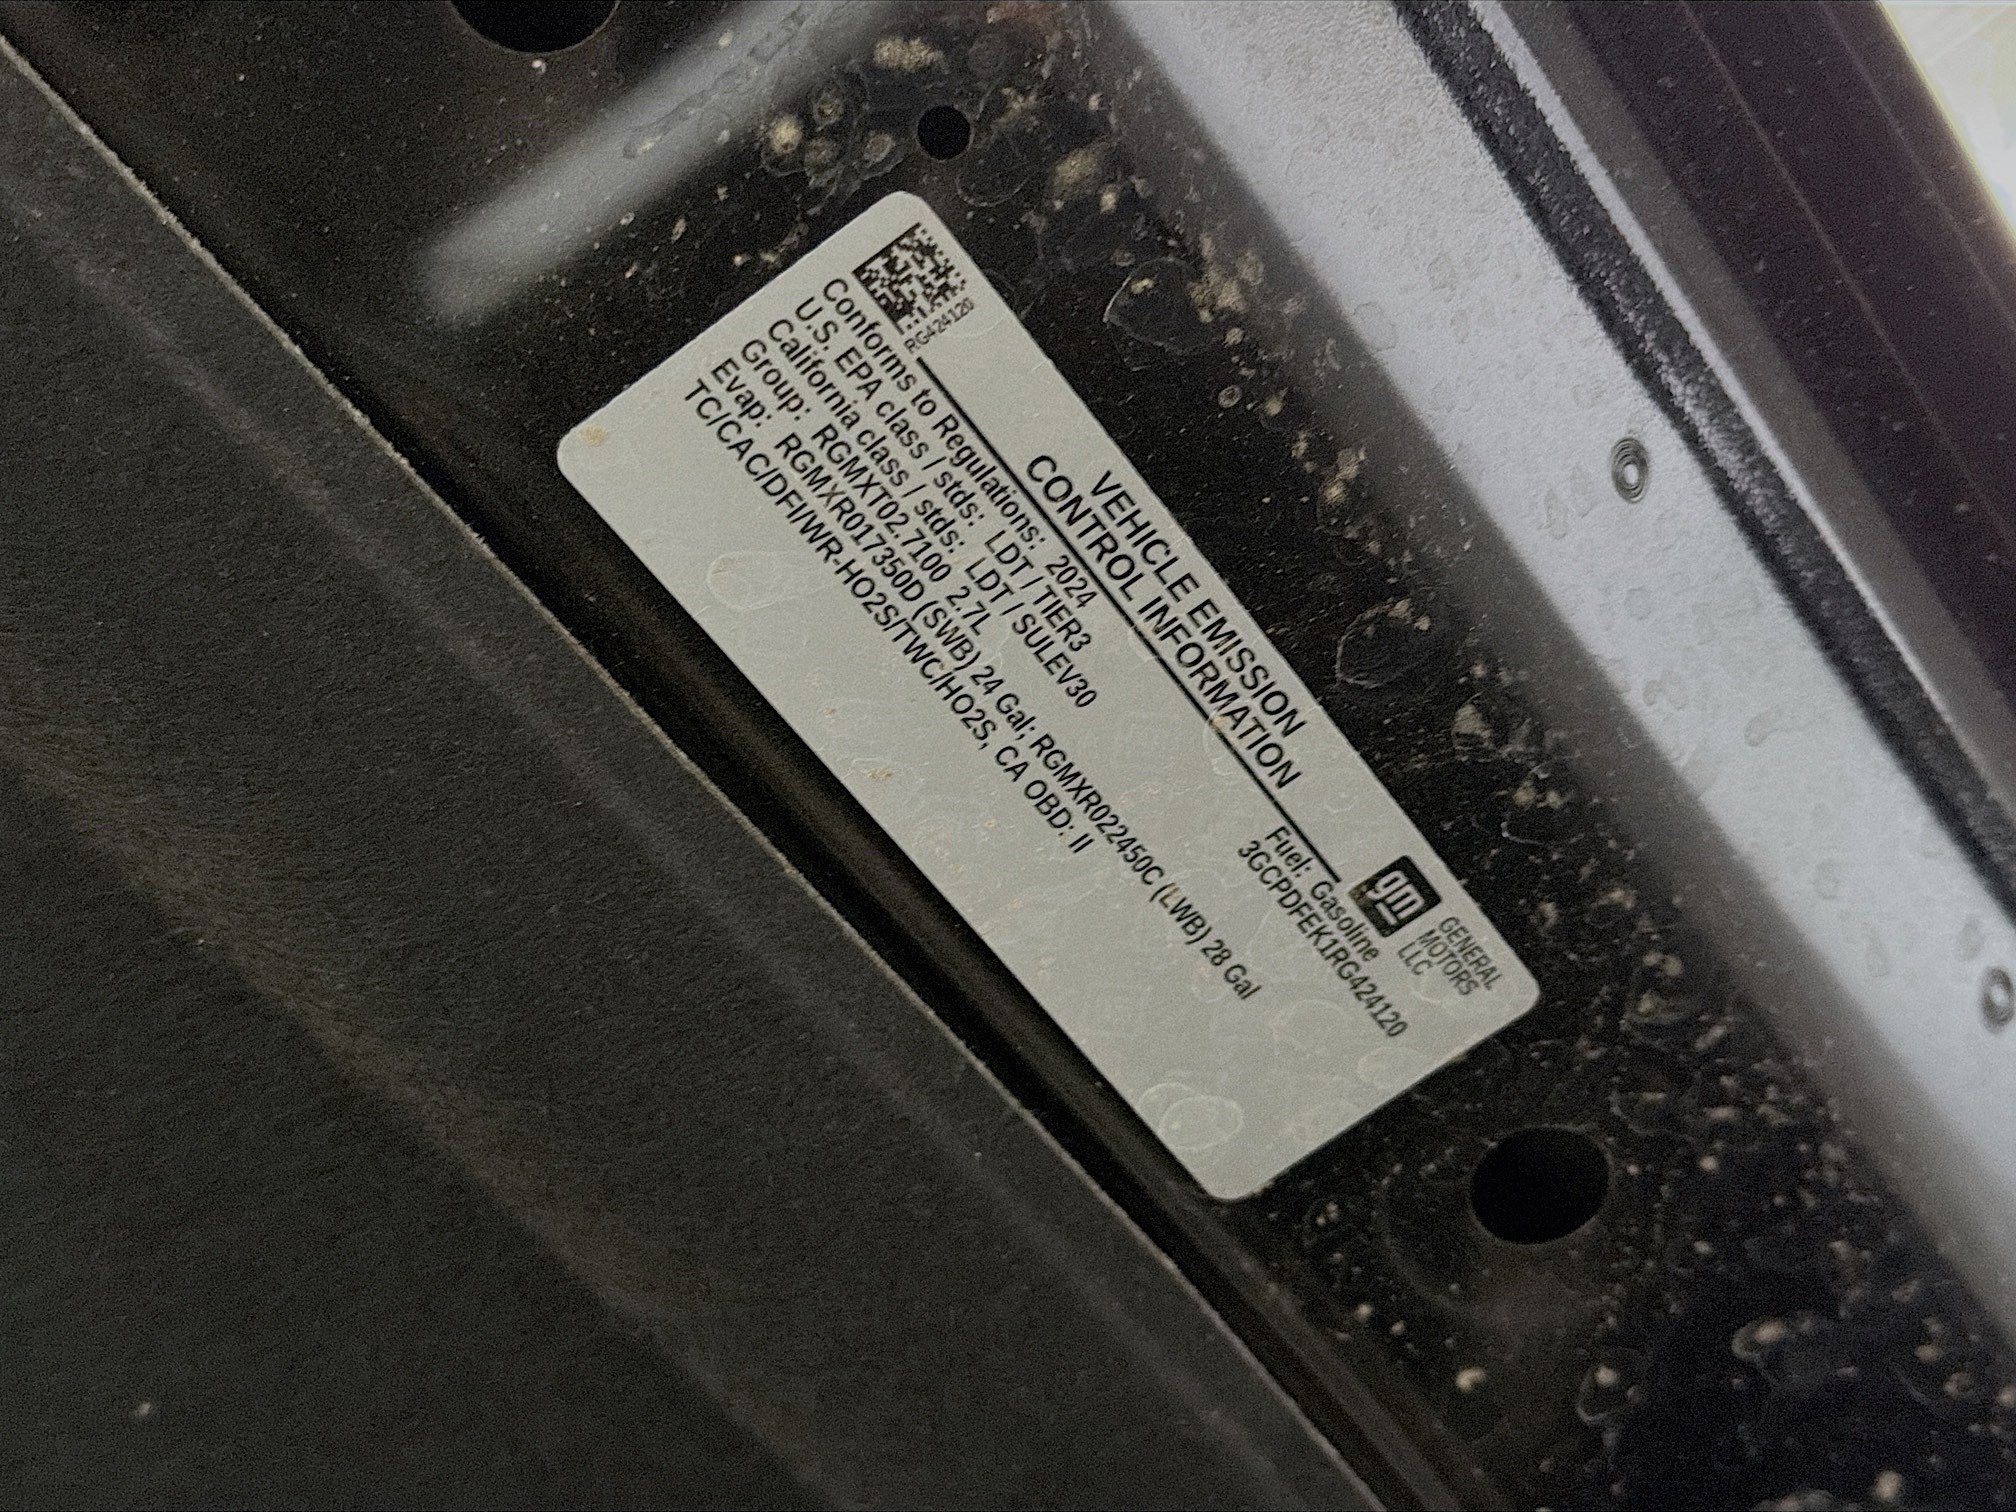 RG424120
VEHICLE EMISSION
CONTROL INFORMATION
gm
GENERAL
MOTORS
LLC
Conforms to Regulations: 2024
Fuel: Gasoline
U.S. EPA class / stds: LDT / TIER3
3GCPDFEK1RG424120
California class / stds: LDT / SULEV30
Group: RGMXT02.7100 2.7L
Evap: RGMXR017350D (SWB) 24 Gal; RGMXR022450C (LWB) 28 Gal
TC/CAC/DFI/WR-HO2S/TWC/HO2S, CA OBD: II